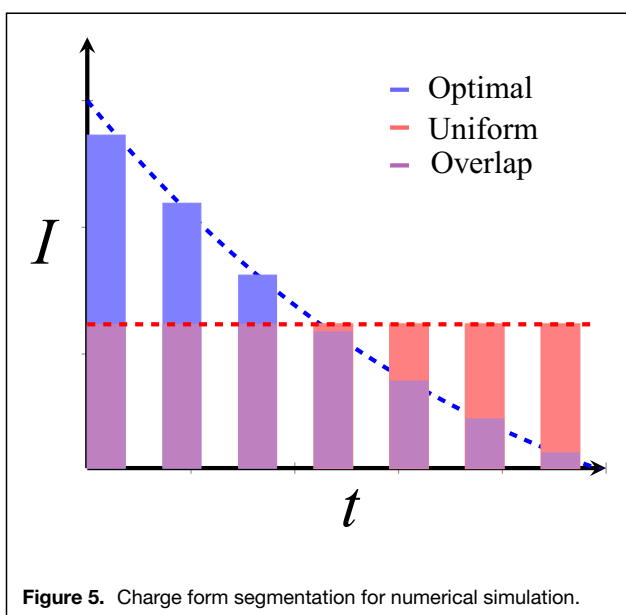 Optimal
Uniform
Overlap
I
t
Figure 5. Charge form segmentation for numerical simulation.